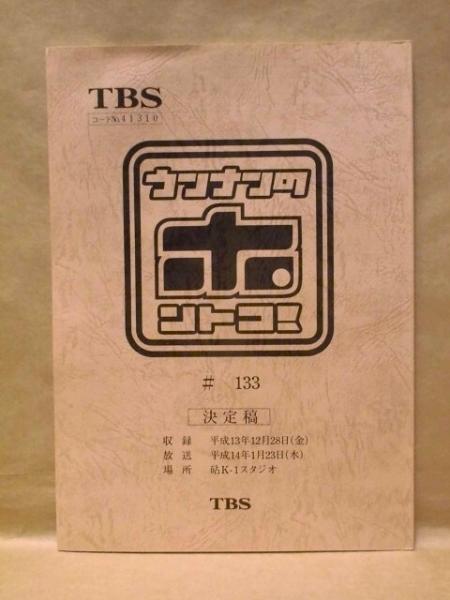 TBS
コードNo.41310
ウンナンの
ホ
ントコ!
# 133
決定稿
収録 平成13年12月28日(金)
放送 平成14年1月23日(水)
場所 砧K-1スタジオ
TBS